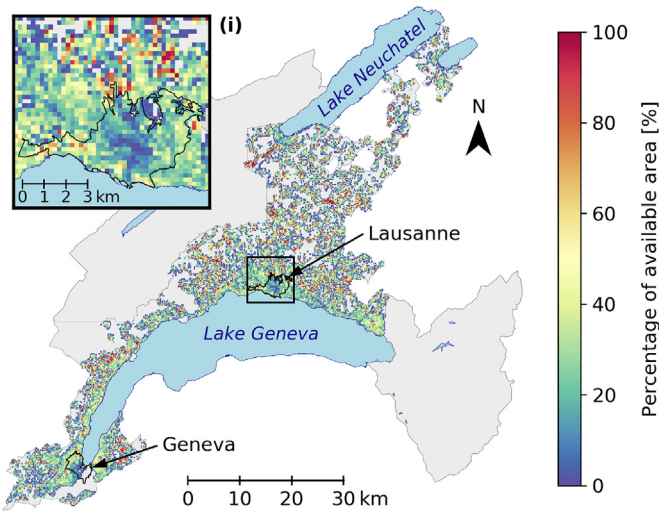 (i)
Lake Neuchatel
N
0 1 2 3 km
Lausanne
Lake Geneva
Geneva
0 10 20 30 km
100
80
60
40
20
0
Percentage of available area [%]